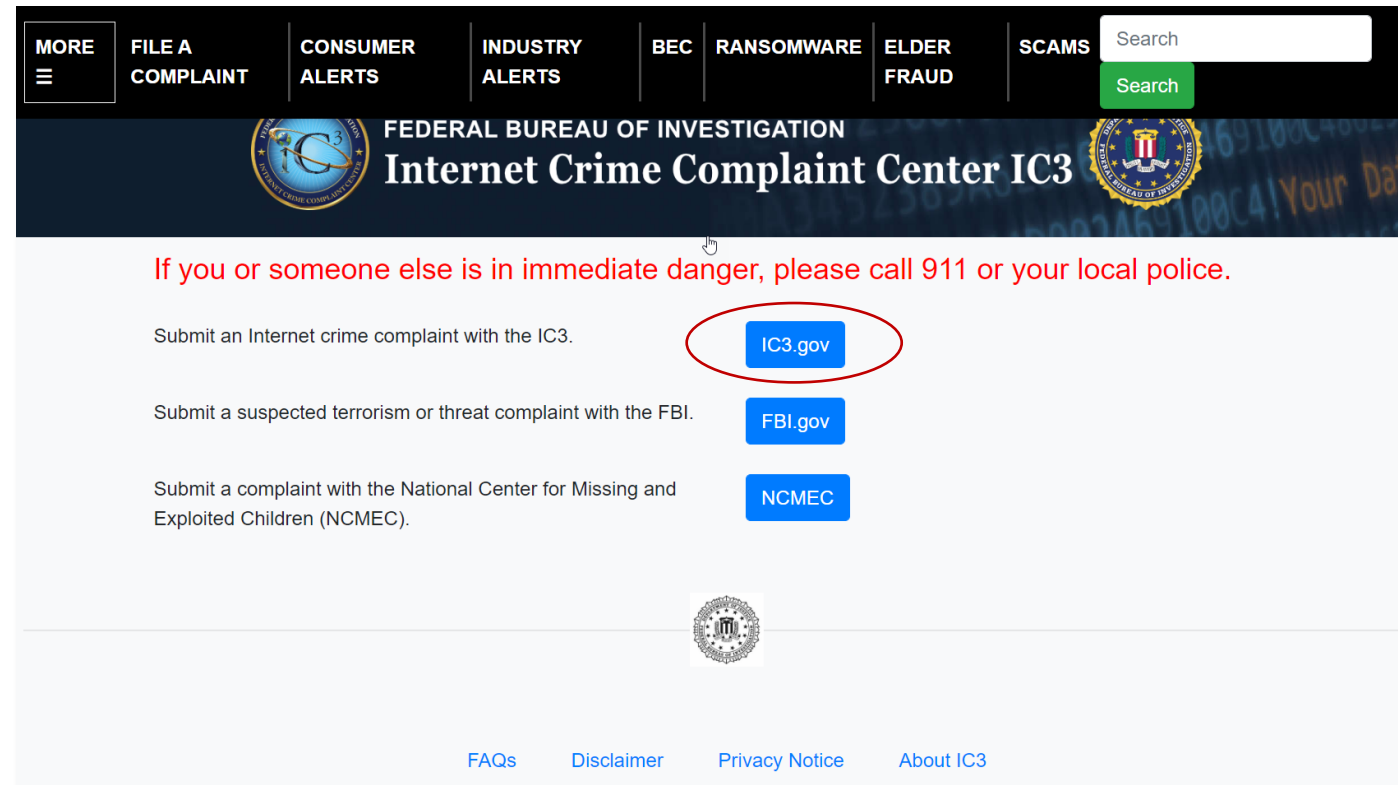 MORE
☰
FILE A
COMPLAINT
CONSUMER
ALERTS
INDUSTRY
ALERTS
BEC
RANSOMWARE
ELDER
FRAUD
SCAMS
Search
Search
FEDERAL BUREAU OF INVESTIGATION
Internet Crime Complaint Center IC3
If you or someone else is in immediate danger, please call 911 or your local police.
Submit an Internet crime complaint with the IC3.
IC3.gov
Submit a suspected terrorism or threat complaint with the FBI.
FBI.gov
Submit a complaint with the National Center for Missing and
Exploited Children (NCMEC).
NCMEC
FAQs Disclaimer Privacy Notice About IC3